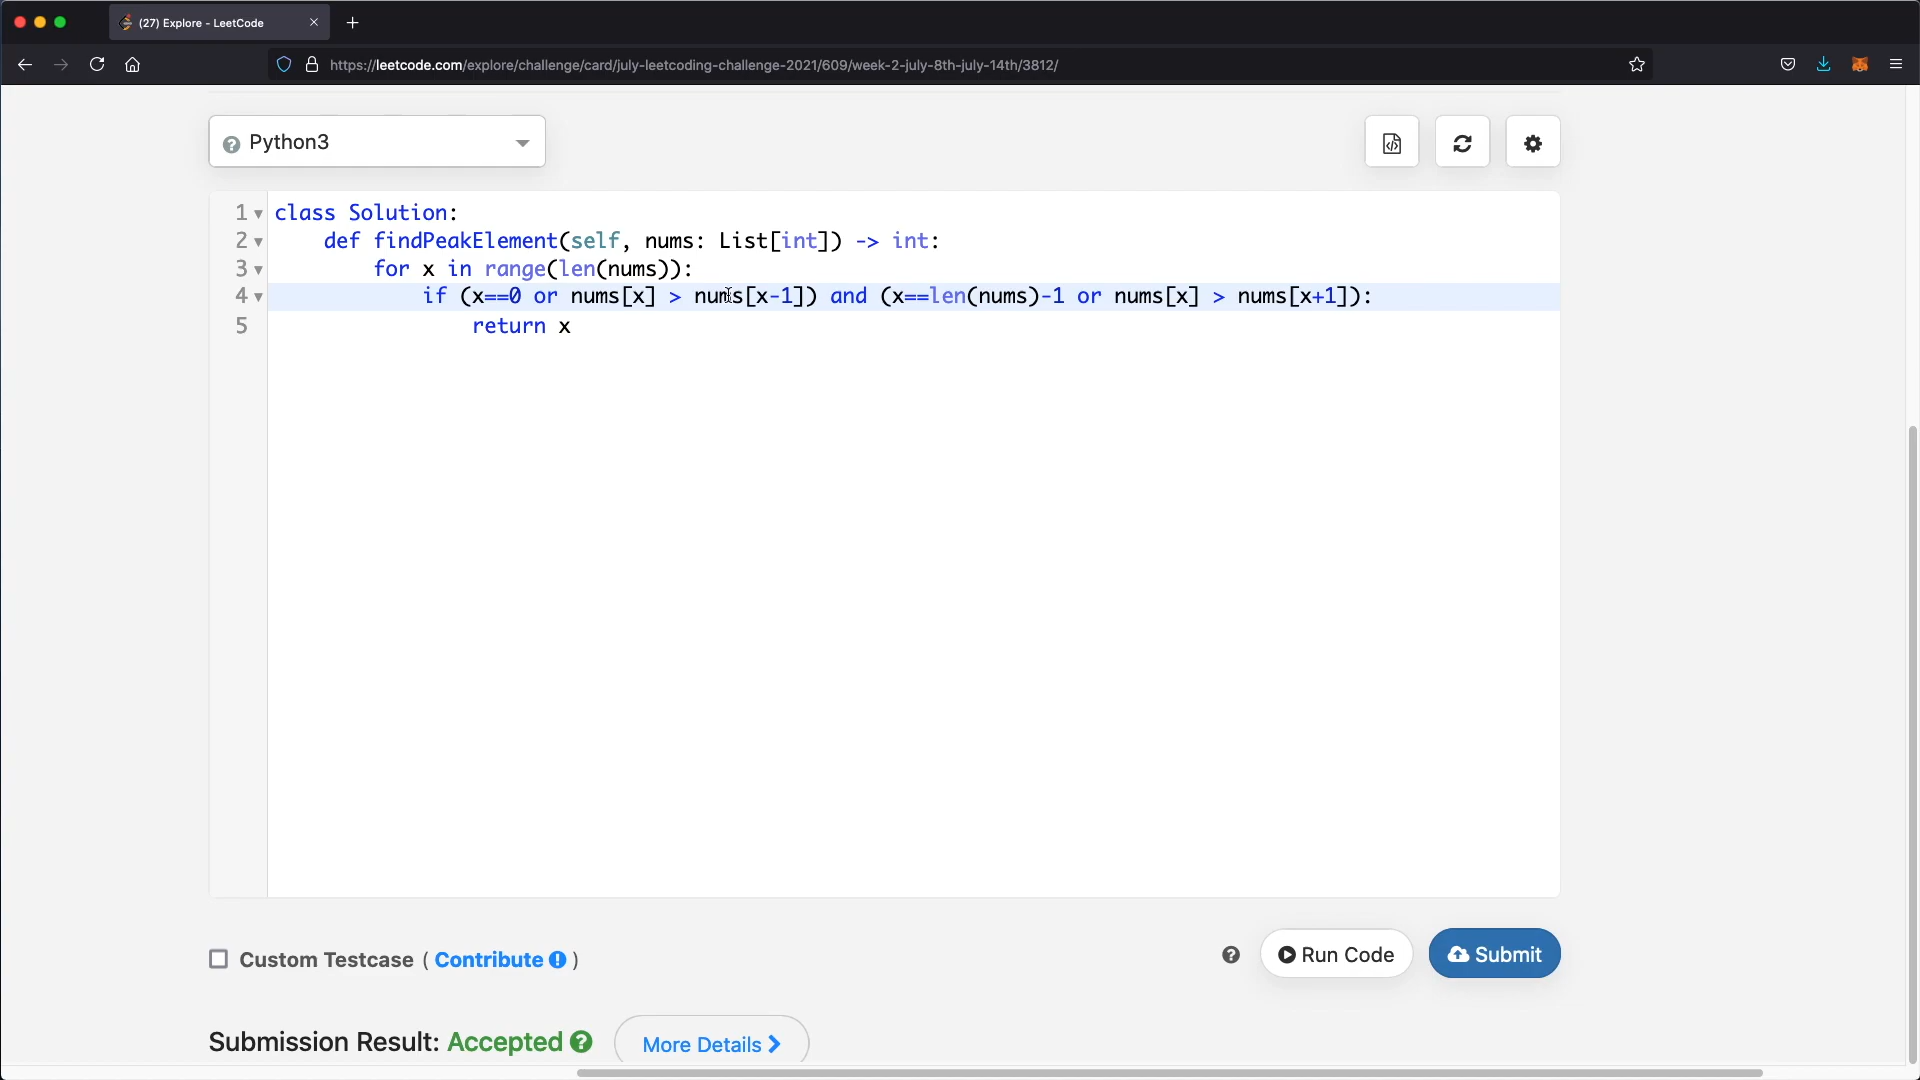 (27) Explore - LeetCode
https://leetcode.com/explore/challenge/card/july-leetcoding-challenge-2021/609/week-2-july-8th-july-14th/3812/
Python3
1 class Solution:
2 def findPeakElement(self, nums: List[int]) -> int:
3 for x in range(len(nums)):
4 if (x==0 or nums[x] > nums[x-1]) and (x==len(nums)-1 or nums[x] > nums[x+1]):
5 return x
Custom Testcase ( Contribute )
Run Code
Submit
Submission Result: Accepted
More Details